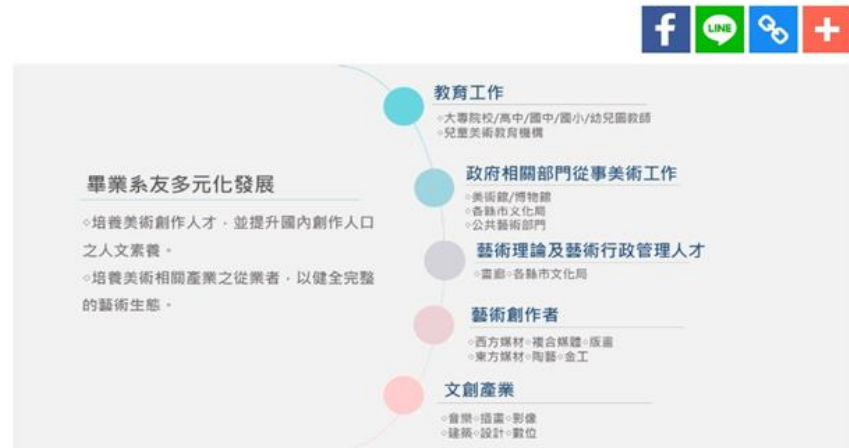 f
LINE
畢業系友多元化發展
◦培養美術創作人才，並提升國內創作人口
之人文素養。
◦培養美術相關產業之從業者，以健全完整
的藝術生態。
教育工作
◦大專院校/高中/國中/國小/幼兒園教師
◦兒童美術教育機構
政府相關部門從事美術工作
◦美術館/博物館
◦各縣市文化局
◦公共藝術部門
藝術理論及藝術行政管理人才
◦畫廊◦各縣市文化局
藝術創作者
◦西方媒材◦複合媒體◦版畫
◦東方媒材◦陶藝◦金工
文創產業
◦音樂◦插畫◦影像
◦建築◦設計◦數位